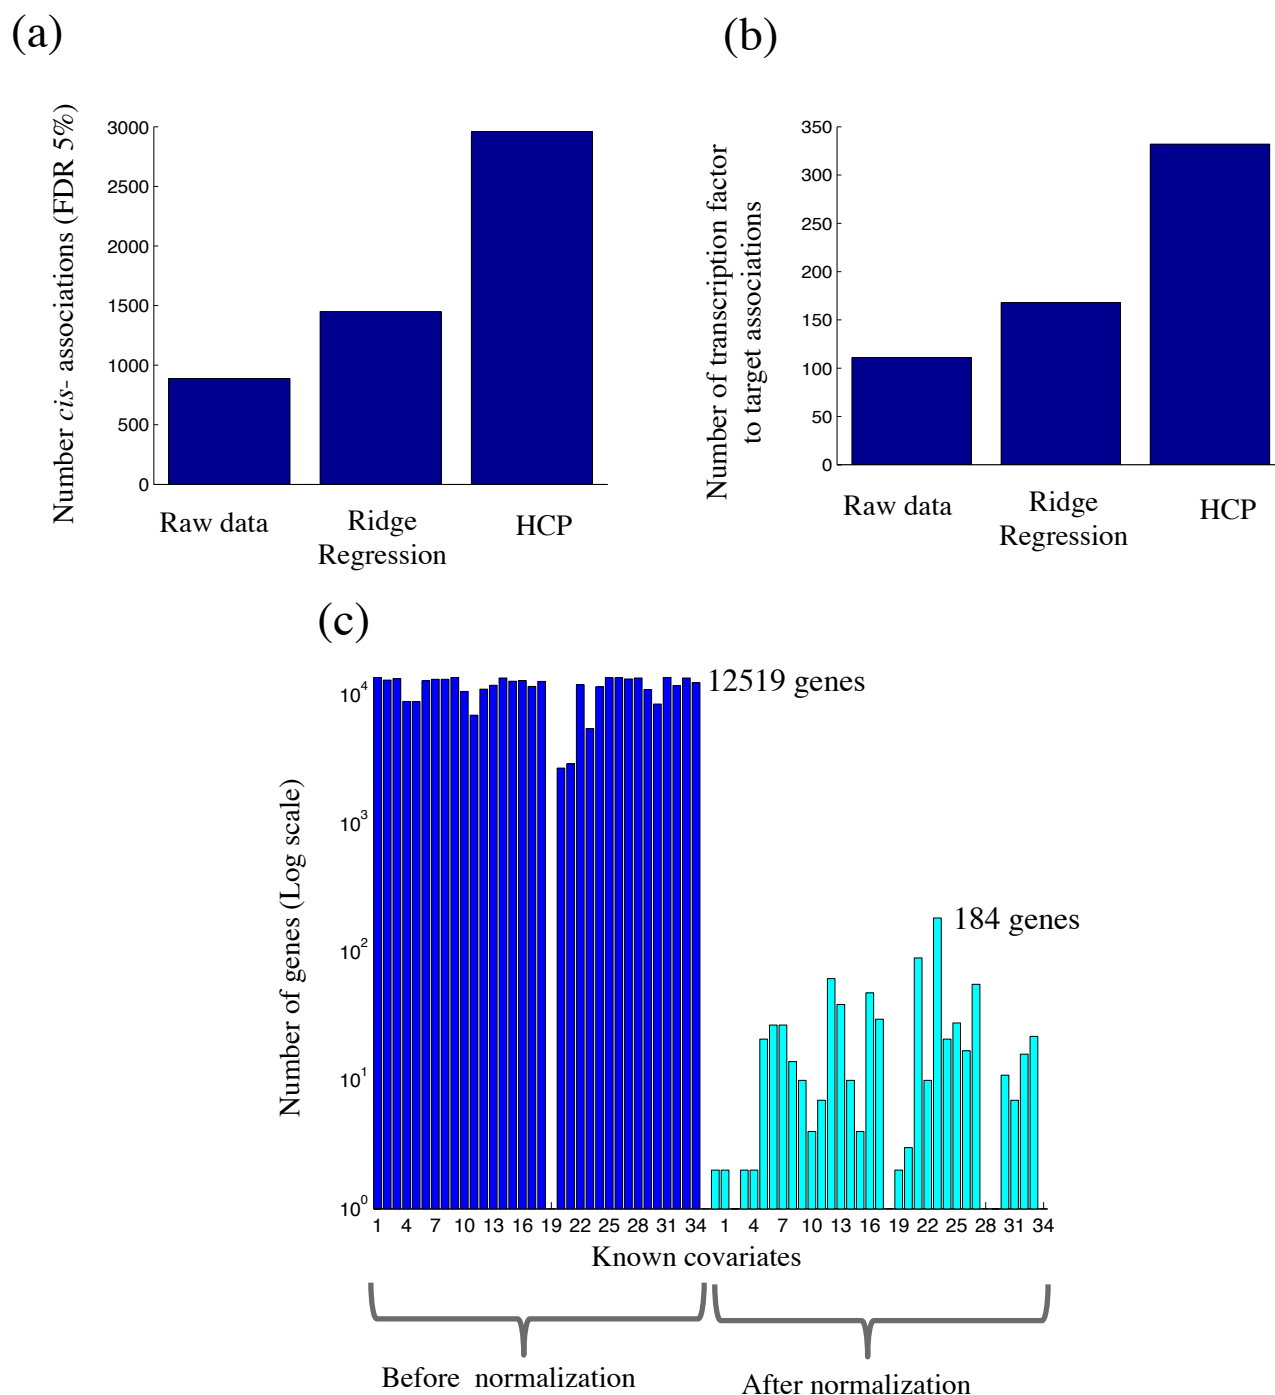 (a)
Number cis- associations (FDR 5%)
3000
2500
2000
1500
1000
500
0
Raw data
Ridge
Regression
HCP
(b)
Number of transcription factor
to target associations
350
300
250
200
150
100
50
0
Raw data
Ridge
Regression
HCP
(c)
Number of genes (Log scale)
10^4
10^3
10^2
10^1
10^0
12519 genes
184 genes
1 4 7 10 13 16 19 22 25 28 31 34 1 4 7 10 13 16 19 22 25 28 31 34
Known covariates
Before normalization
After normalization